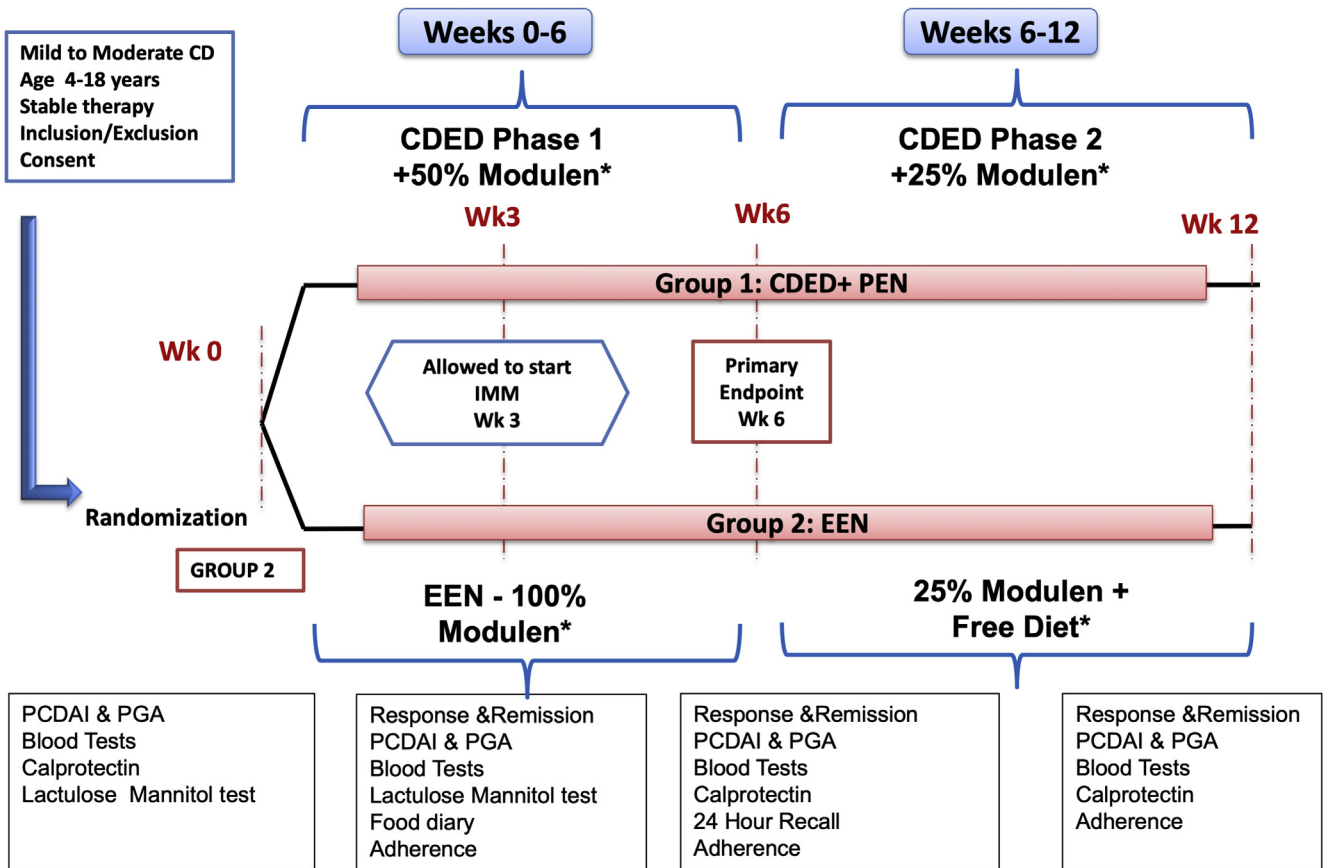 Weeks 0-6
Weeks 6-12
Mild to Moderate CD
Age 4-18 years
Stable therapy
Inclusion/Exclusion
Consent
CDED Phase 1
+50% Modulen*
CDED Phase 2
+25% Modulen*
Wk3
Wk6
Wk 12
Group 1: CDED+ PEN
Wk 0
Allowed to start
IMM
Wk 3
Primary
Endpoint
Wk 6
Randomization
Group 2: EEN
GROUP 2
EEN - 100%
Modulen*
25% Modulen +
Free Diet*
PCDAI & PGA
Blood Tests
Calprotectin
Lactulose Mannitol test
Response &Remission
PCDAI & PGA
Blood Tests
Lactulose Mannitol test
Food diary
Adherence
Response &Remission
PCDAI & PGA
Blood Tests
Calprotectin
24 Hour Recall
Adherence
Response &Remission
PCDAI & PGA
Blood Tests
Calprotectin
Adherence